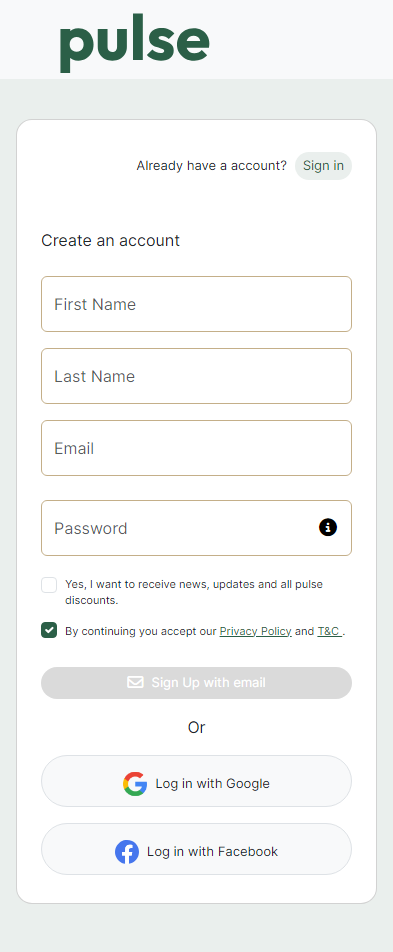 pulse
Already have a account? Sign in
Create an account
First Name
Last Name
Email
Password
Yes, I want to receive news, updates and all pulse
discounts.
By continuing you accept our Privacy Policy and T&C .
Sign Up with email
Or
Log in with Google
Log in with Facebook